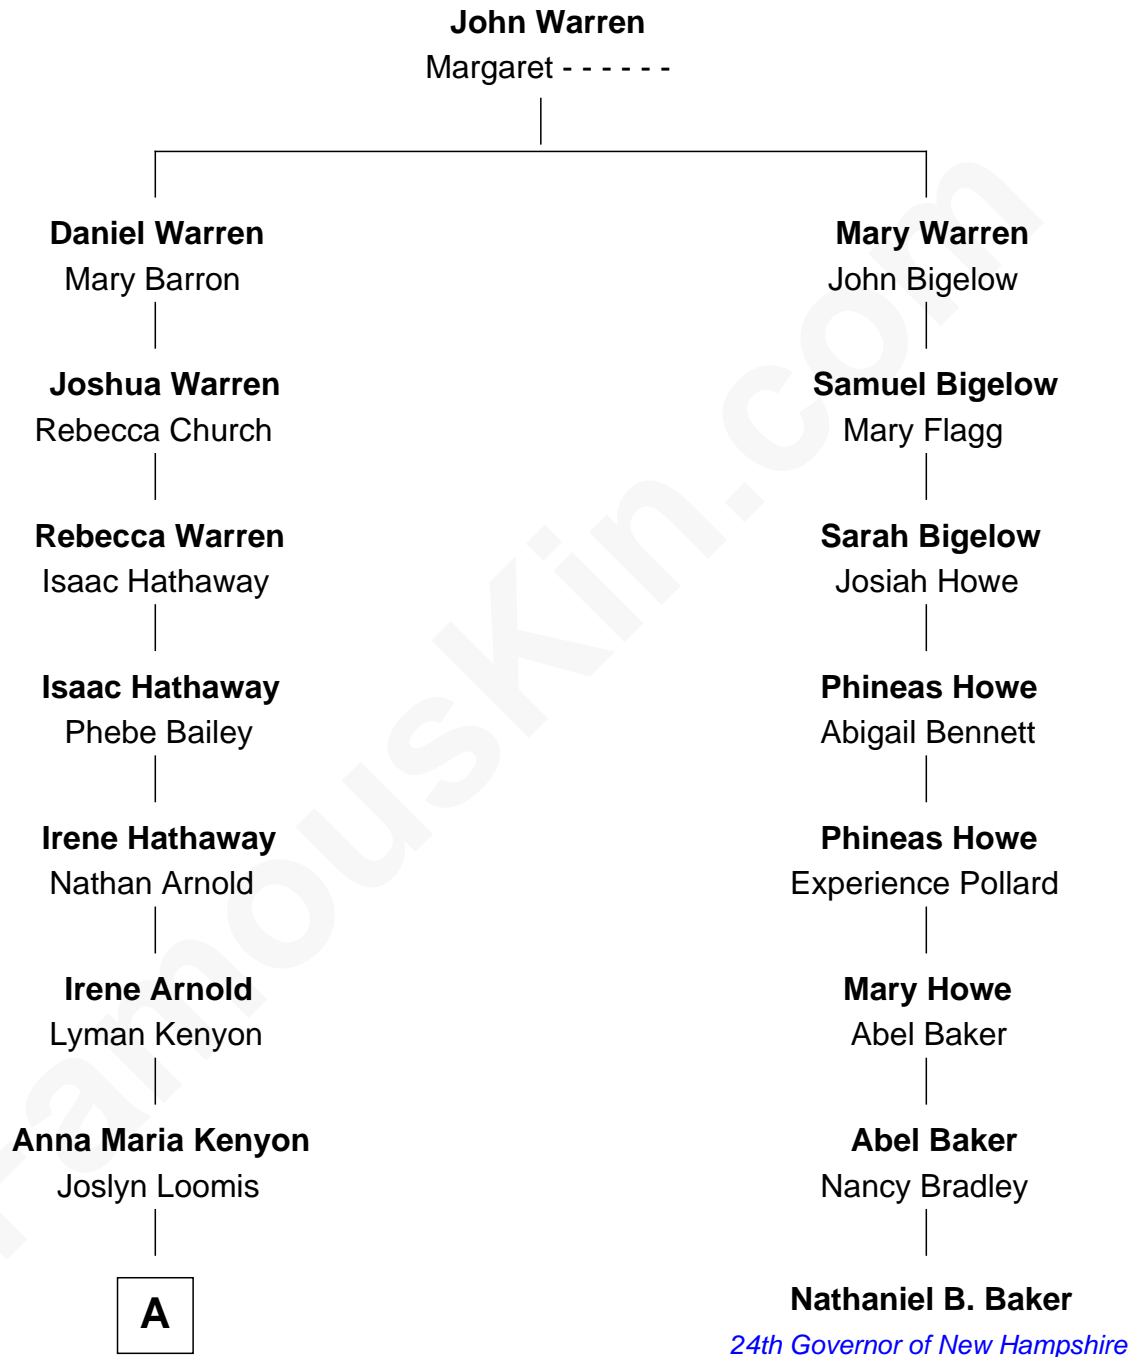 John Warren
Margaret - - - - - -
Daniel Warren
Mary Barron
Mary Warren
John Bigelow
Joshua Warren
Rebecca Church
Samuel Bigelow
Mary Flagg
Rebecca Warren
Isaac Hathaway
Sarah Bigelow
Josiah Howe
Isaac Hathaway
Phebe Bailey
Phineas Howe
Abigail Bennett
Irene Hathaway
Nathan Arnold
Phineas Howe
Experience Pollard
Irene Arnold
Lyman Kenyon
Mary Howe
Abel Baker
Anna Maria Kenyon
Joslyn Loomis
Abel Baker
Nancy Bradley
A
Nathaniel B. Baker
24th Governor of New Hampshire
FamousKin.com